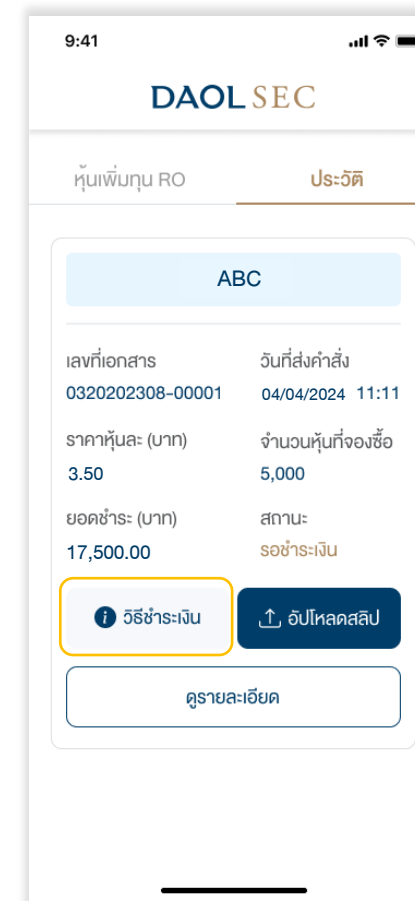 9:41
DAOL SEC
หุ้นเพิ่มทุน RO ประวัติ
ABC
เลขที่เอกสาร วันที่ส่งคำสั่ง
0320202308-00001 04/04/2024 11:11
ราคาหุ้นละ (บาท) จำนวนหุ้นที่จองซื้อ
3.50 5,000
ยอดชำระ (บาท) สถานะ
17,500.00 รอชำระเงิน
i วิธีชำระเงิน อัปโหลดสลิป
ดูรายละเอียด